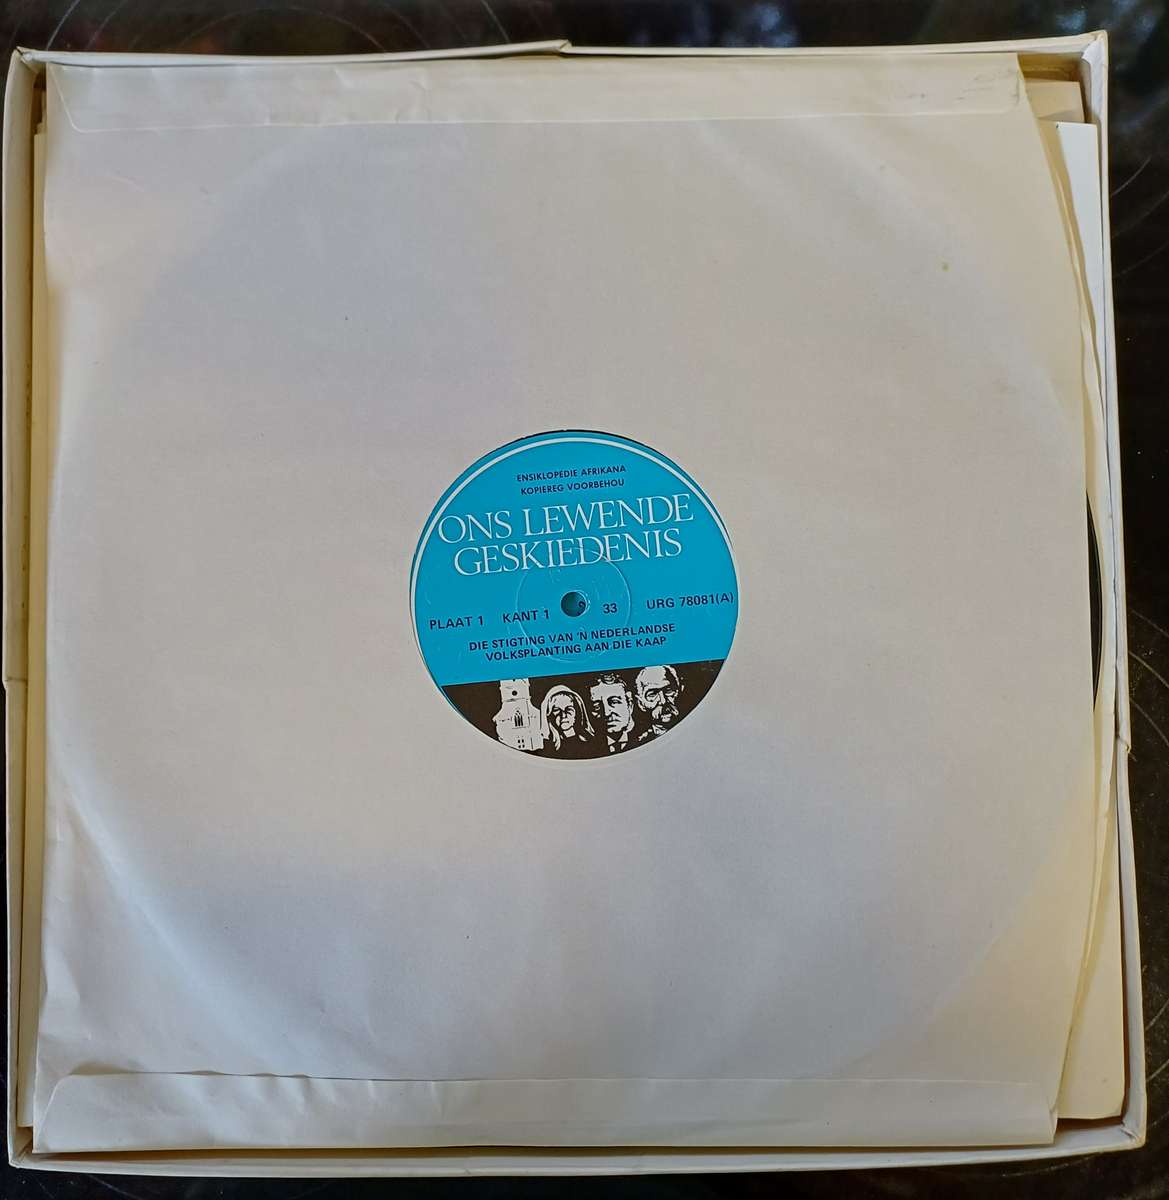 ENSIKLOPEDIE AFRIKANA
KOPIEREG VOORBEHOU
ONS LEWENDE
GESKIEDENIS
PLAAT 1 KANT 1 33 URG 78081(A)
DIE STIGTING VAN 'N NEDERLANDSE
VOLKSPLANTING AAN DIE KAAP